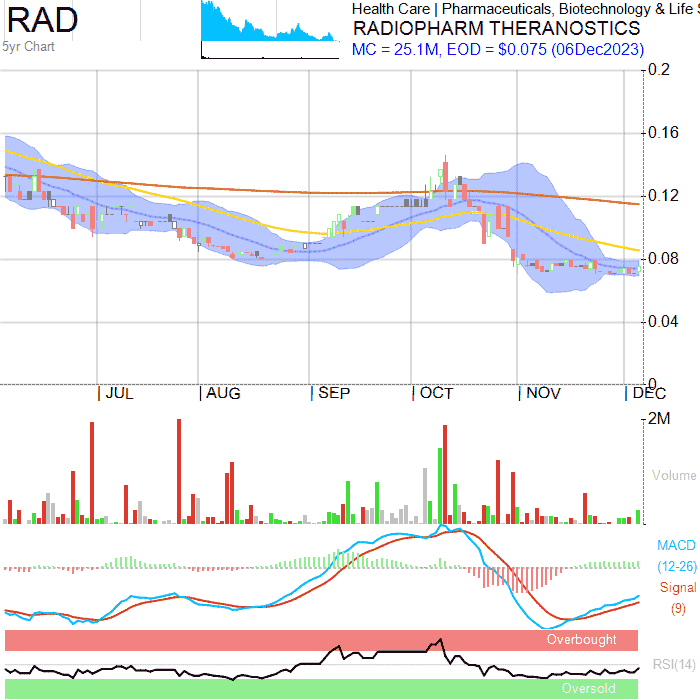 RAD
5yr Chart
Health Care | Pharmaceuticals, Biotechnology & Life S
RADIOPHARM THERANOSTICS
MC = 25.1M, EOD = $0.075 (06Dec2023)
0.2
0.16
0.12
0.08
0.04
0
JUL AUG SEP OCT NOV DEC
2M
Volume
MACD
(12-26)
Signal
(9)
Overbought
RSI(14)
Oversold